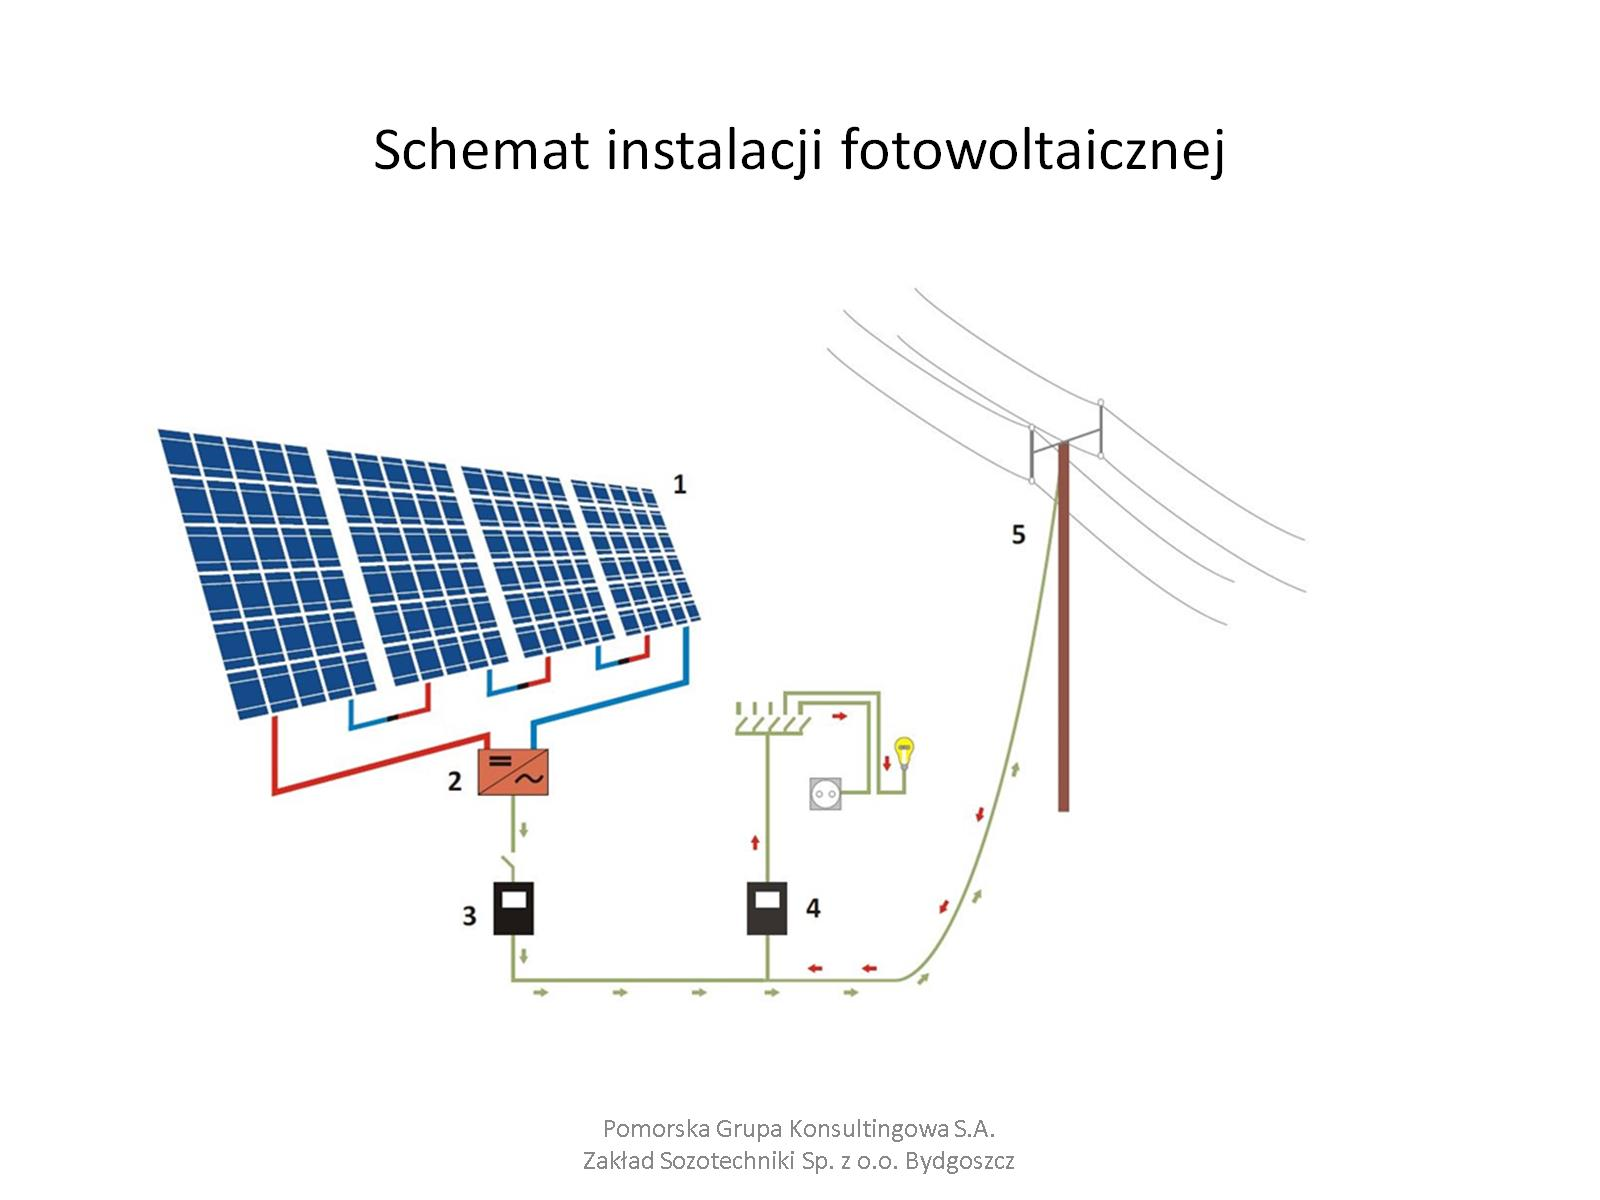 Schemat instalacji fotowoltaicznej
1
5
2
3
4
Pomorska Grupa Konsultingowa S.A.
Zakład Sozotechniki Sp. z o.o. Bydgoszcz